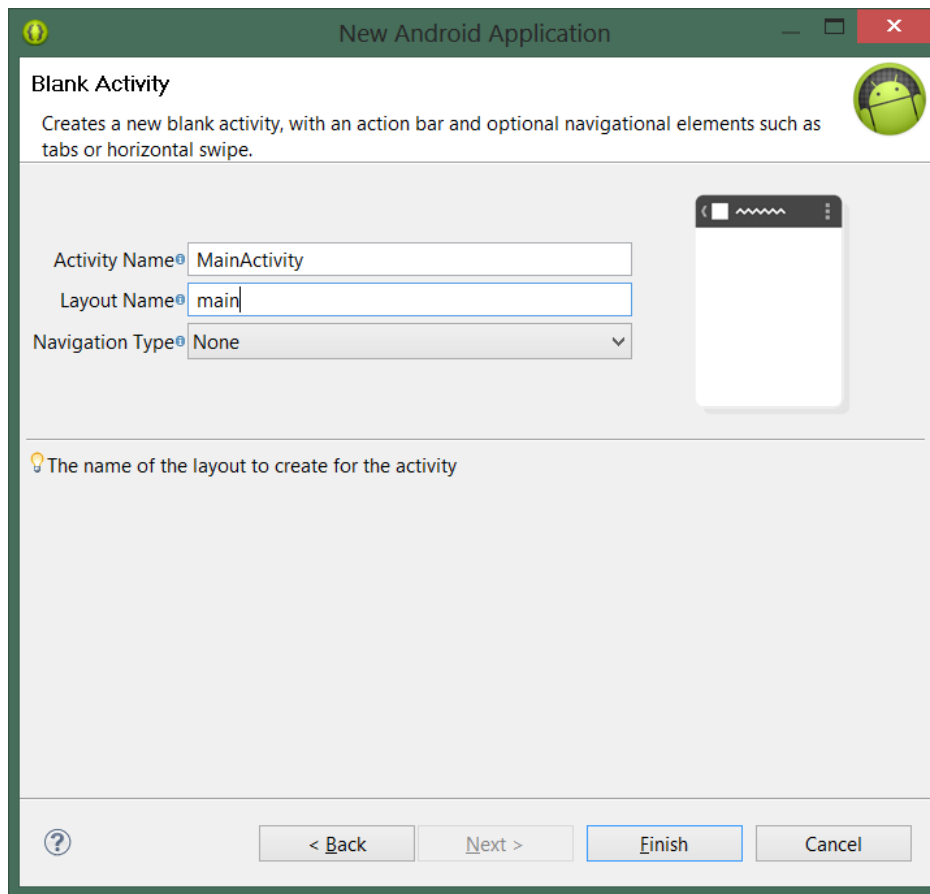 New Android Application
Blank Activity
Creates a new blank activity, with an action bar and optional navigational elements such as
tabs or horizontal swipe.
Activity Name MainActivity
Layout Name main
Navigation Type None
The name of the layout to create for the activity
< Back Next > Finish Cancel